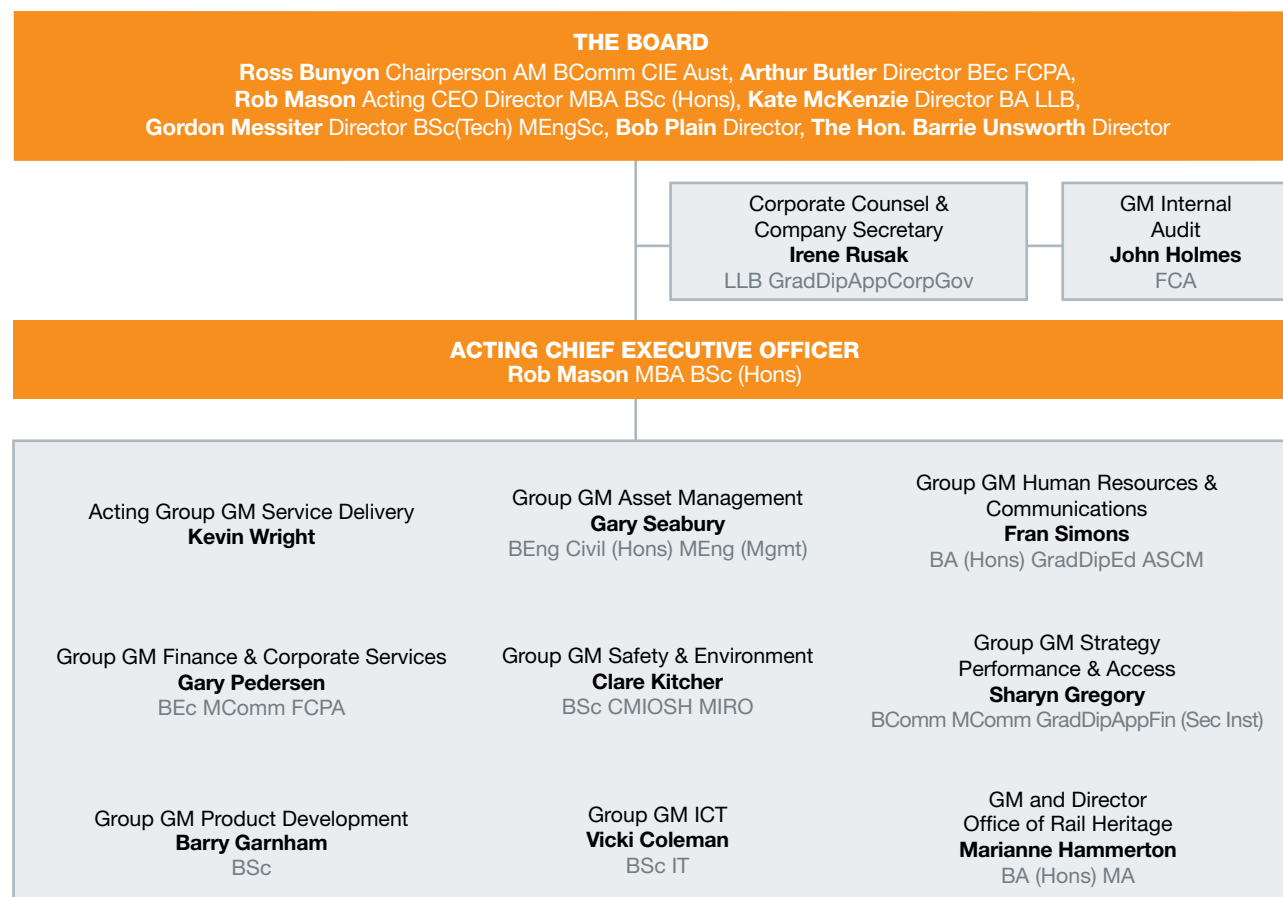 THE BOARD
Ross Bunyon Chairperson AM BComm CIE Aust, Arthur Butler Director BEc FCPA,
Rob Mason Acting CEO Director MBA BSc (Hons), Kate McKenzie Director BA LLB,
Gordon Messiter Director BSc(Tech) MEngSc, Bob Plain Director, The Hon. Barrie Unsworth Director
Corporate Counsel &
Company Secretary
Irene Rusak
LLB GradDipAppCorpGov
GM Internal
Audit
John Holmes
FCA
ACTING CHIEF EXECUTIVE OFFICER
Rob Mason MBA BSc (Hons)
Acting Group GM Service Delivery
Kevin Wright
Group GM Asset Management
Gary Seabury
BEng Civil (Hons) MEng (Mgmt)
Group GM Human Resources &
Communications
Fran Simons
BA (Hons) GradDipEd ASCM
Group GM Finance & Corporate Services
Gary Pedersen
BEc MComm FCPA
Group GM Safety & Environment
Clare Kitcher
BSc CMIOSH MIRO
Group GM Strategy
Performance & Access
Sharyn Gregory
BComm MComm GradDipAppFin (Sec Inst)
Group GM Product Development
Barry Garnham
BSc
Group GM ICT
Vicki Coleman
BSc IT
GM and Director
Office of Rail Heritage
Marianne Hammerton
BA (Hons) MA